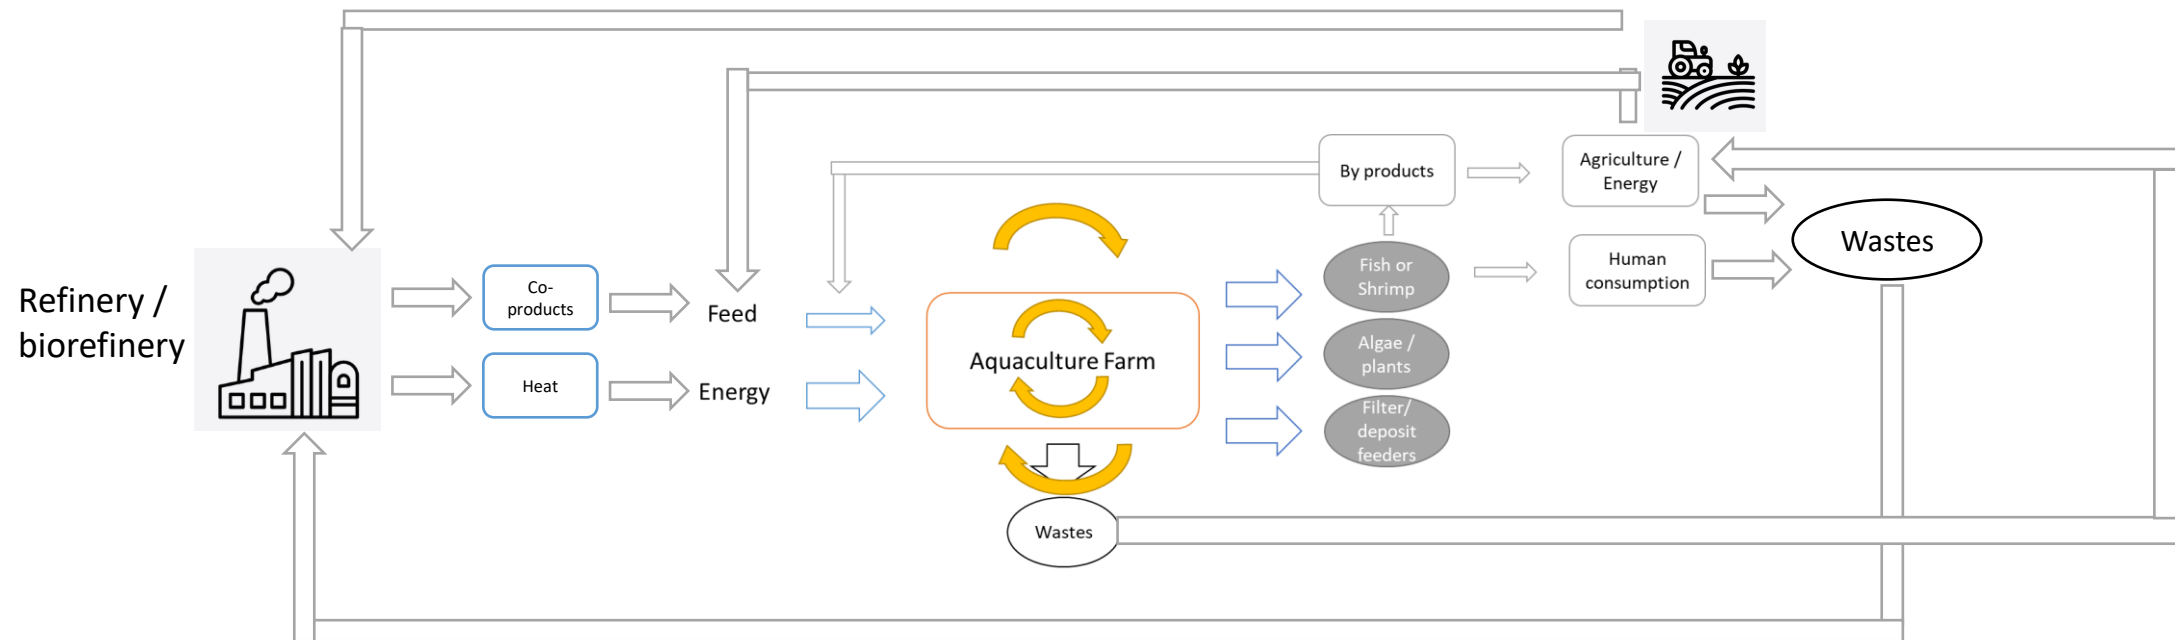 Refinery /
biorefinery
Co-
products
Heat
Feed
Energy
Aquaculture Farm
Wastes
By products
Fish or
Shrimp
Algae /
plants
Filter/
deposit
feeders
Agriculture /
Energy
Human
consumption
Wastes